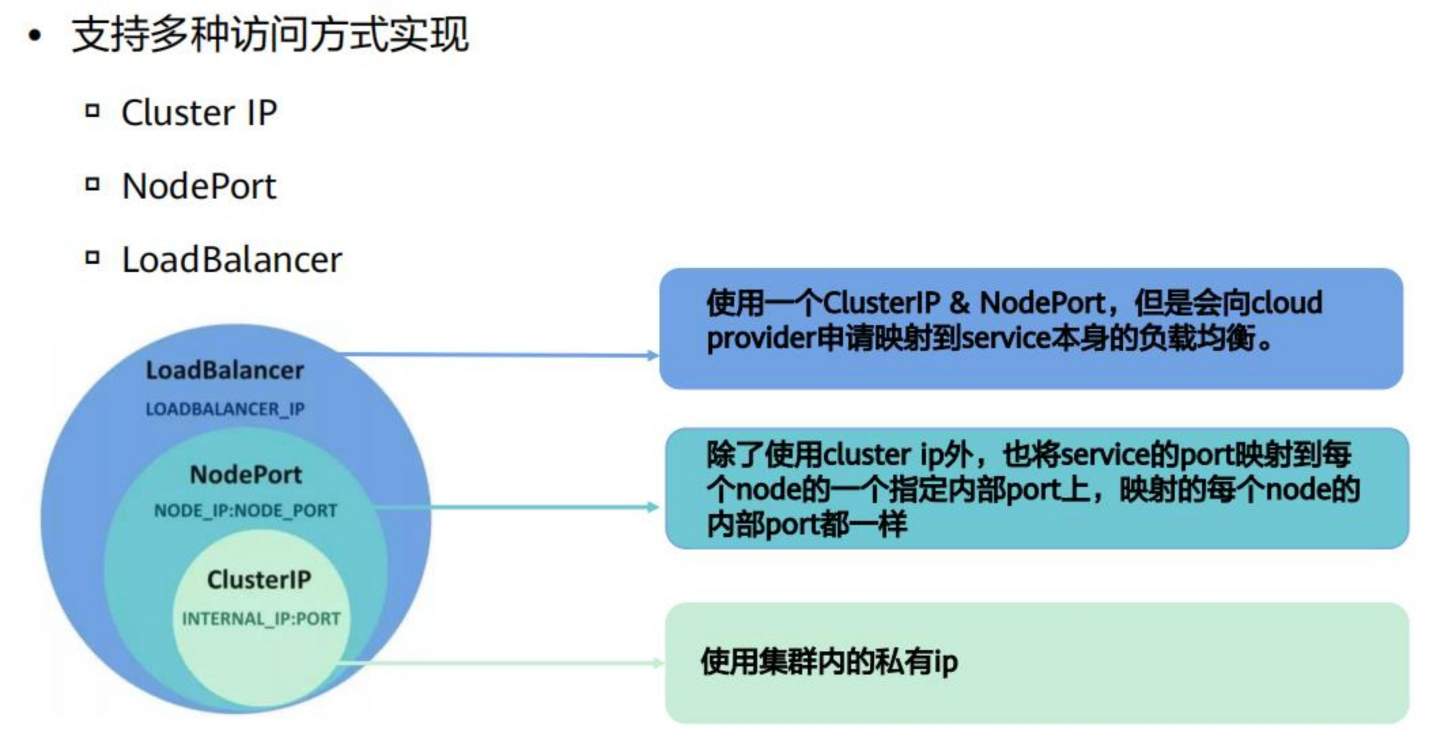 • 支持多种访问方式实现
▫ Cluster IP
▫ NodePort
▫ LoadBalancer
LoadBalancer
LOADBALANCER_IP
NodePort
NODE_IP:NODE_PORT
ClusterIP
INTERNAL_IP:PORT
使用一个ClusterIP & NodePort，但是会向cloud
provider申请映射到service本身的负载均衡。
除了使用cluster ip外，也将service的port映射到每
个node的一个指定内部port上，映射的每个node的
内部port都一样
使用集群内的私有ip